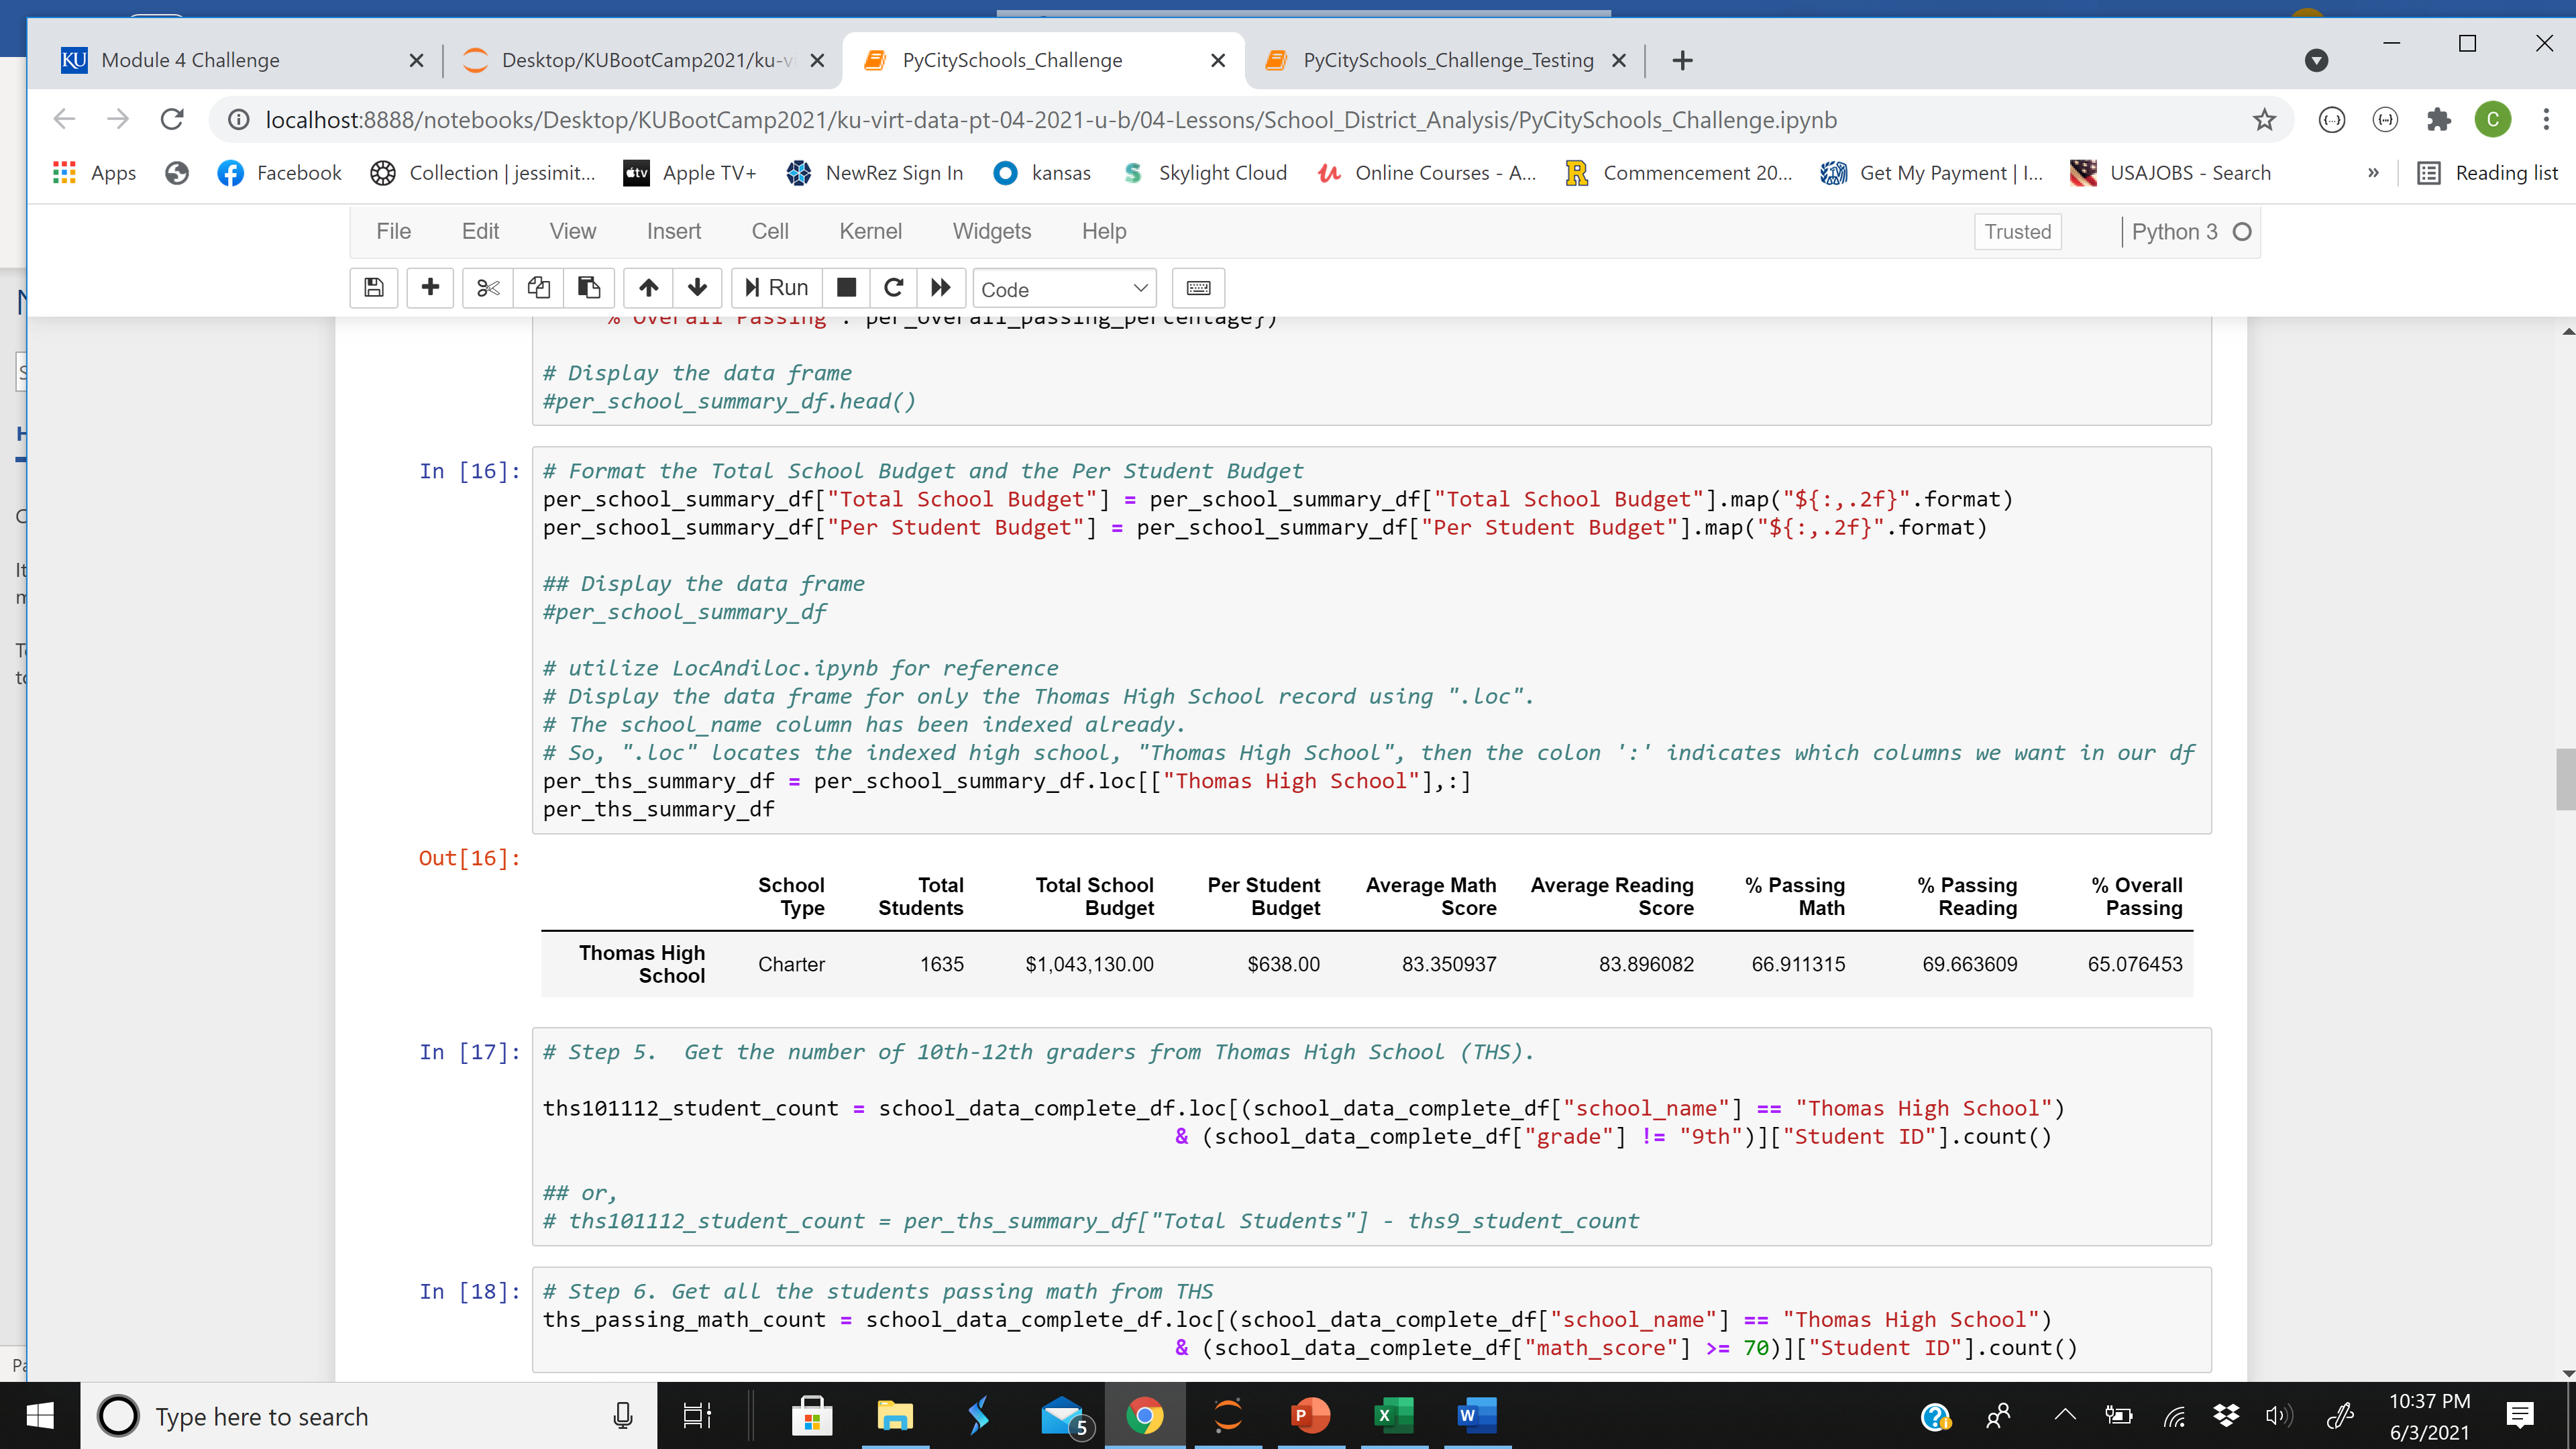 Module 4 Challenge
Desktop/KUBootCamp2021/ku-v
PyCitySchools_Challenge
PyCitySchools_Challenge_Testing
localhost:8888/notebooks/Desktop/KUBootCamp2021/ku-virt-data-pt-04-2021-u-b/04-Lessons/School_District_Analysis/PyCitySchools_Challenge.ipynb
C
Apps
Facebook
Collection | jessimit...
Apple TV+
NewRez Sign In
kansas
Skylight Cloud
Online Courses - A...
Commencement 20...
Get My Payment | I...
USAJOBS - Search
»
Reading list
File Edit View Insert Cell Kernel Widgets Help
Trusted
Python 3
Run
Code
% Overall Passing": per_overall_passing_percentage})
# Display the data frame
#per_school_summary_df.head()
In [16]:
# Format the Total School Budget and the Per Student Budget
per_school_summary_df["Total School Budget"] = per_school_summary_df["Total School Budget"].map("${:,.2f}".format)
per_school_summary_df["Per Student Budget"] = per_school_summary_df["Per Student Budget"].map("${:,.2f}".format)
## Display the data frame
#per_school_summary_df
# utilize LocAndiloc.ipynb for reference
# Display the data frame for only the Thomas High School record using ".loc".
# The school_name column has been indexed already.
# So, ".loc" locates the indexed high school, "Thomas High School", then the colon ':' indicates which columns we want in our df
per_ths_summary_df = per_school_summary_df.loc[["Thomas High School"],:]
per_ths_summary_df
Out[16]:
School Type Total Students Total School Budget Per Student Budget Average Math Score Average Reading Score % Passing Math % Passing Reading % Overall Passing
Thomas High School Charter 1635 $1,043,130.00 $638.00 83.350937 83.896082 66.911315 69.663609 65.076453
In [17]:
# Step 5.  Get the number of 10th-12th graders from Thomas High School (THS).
ths101112_student_count = school_data_complete_df.loc[(school_data_complete_df["school_name"] == "Thomas High School")
& (school_data_complete_df["grade"] != "9th")]["Student ID"].count()
## or,
# ths101112_student_count = per_ths_summary_df["Total Students"] - ths9_student_count
In [18]:
# Step 6. Get all the students passing math from THS
ths_passing_math_count = school_data_complete_df.loc[(school_data_complete_df["school_name"] == "Thomas High School")
& (school_data_complete_df["math_score"] >= 70)]["Student ID"].count()
Type here to search
5
10:37 PM
6/3/2021